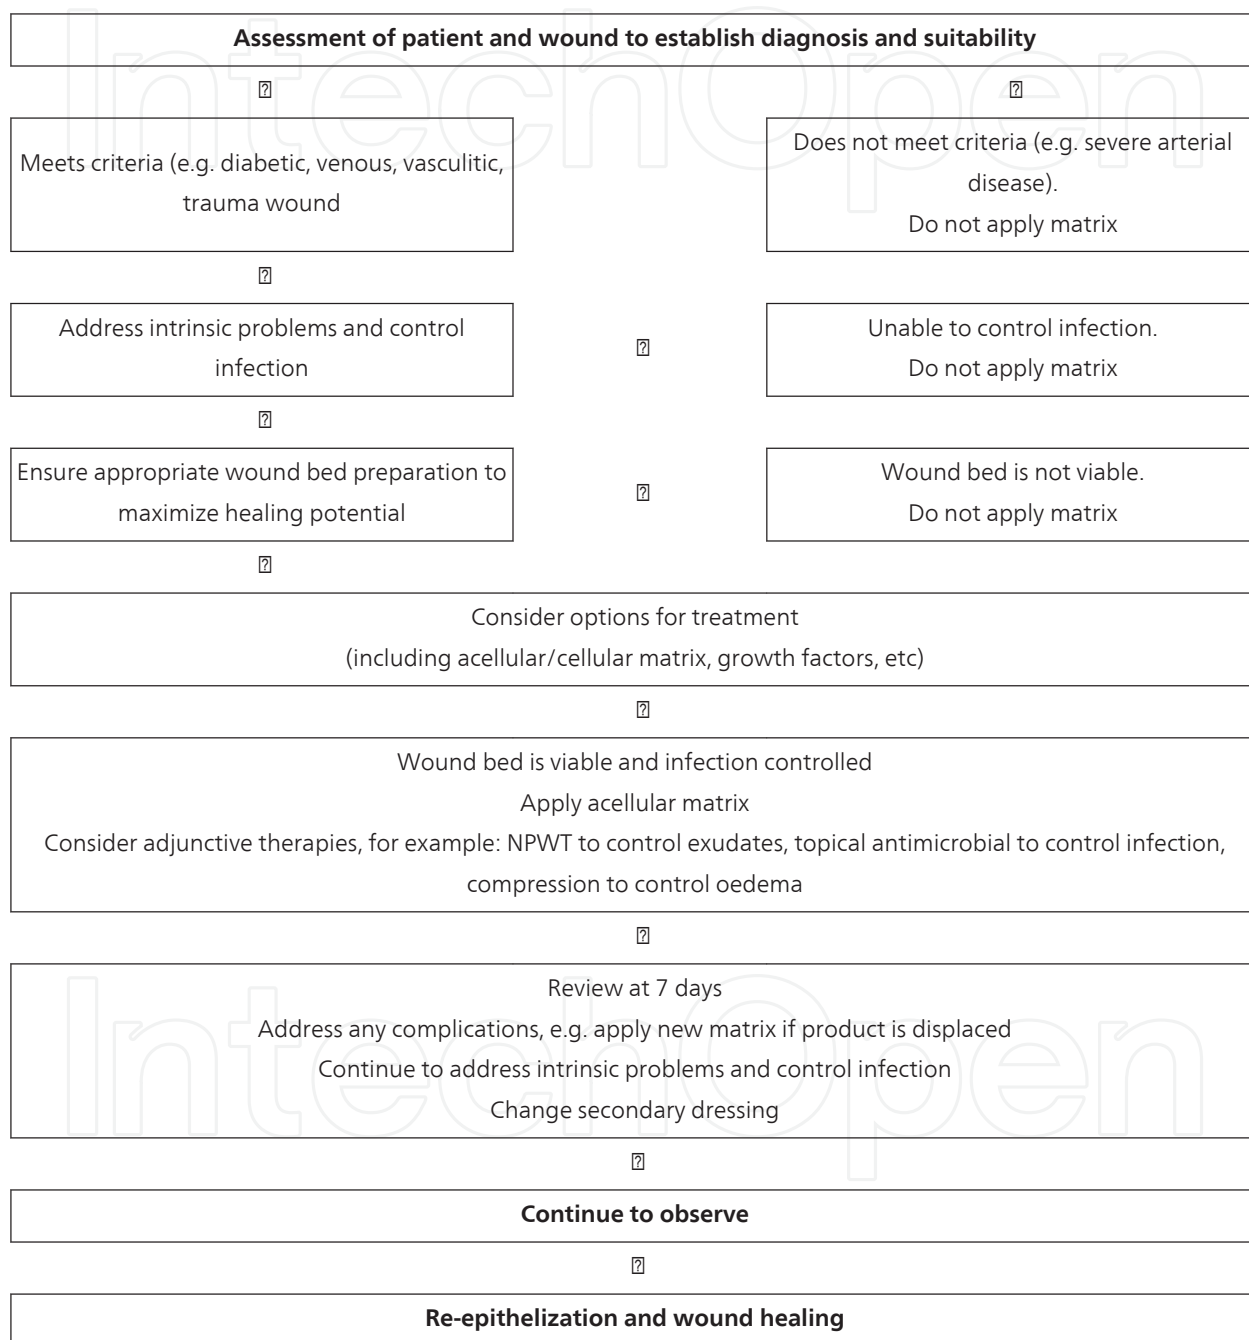 Assessment of patient and wound to establish diagnosis and suitability
Meets criteria (e.g. diabetic, venous, vasculitic,
trauma wound
Does not meet criteria (e.g. severe arterial
disease).
Do not apply matrix
Address intrinsic problems and control
infection
Unable to control infection.
Do not apply matrix
Ensure appropriate wound bed preparation to
maximize healing potential
Wound bed is not viable.
Do not apply matrix
Consider options for treatment
(including acellular/cellular matrix, growth factors, etc)
Wound bed is viable and infection controlled
Apply acellular matrix
Consider adjunctive therapies, for example: NPWT to control exudates, topical antimicrobial to control infection,
compression to control oedema
Review at 7 days
Address any complications, e.g. apply new matrix if product is displaced
Continue to address intrinsic problems and control infection
Change secondary dressing
Continue to observe
Re-epithelization and wound healing
IntechOpen
IntechOpen